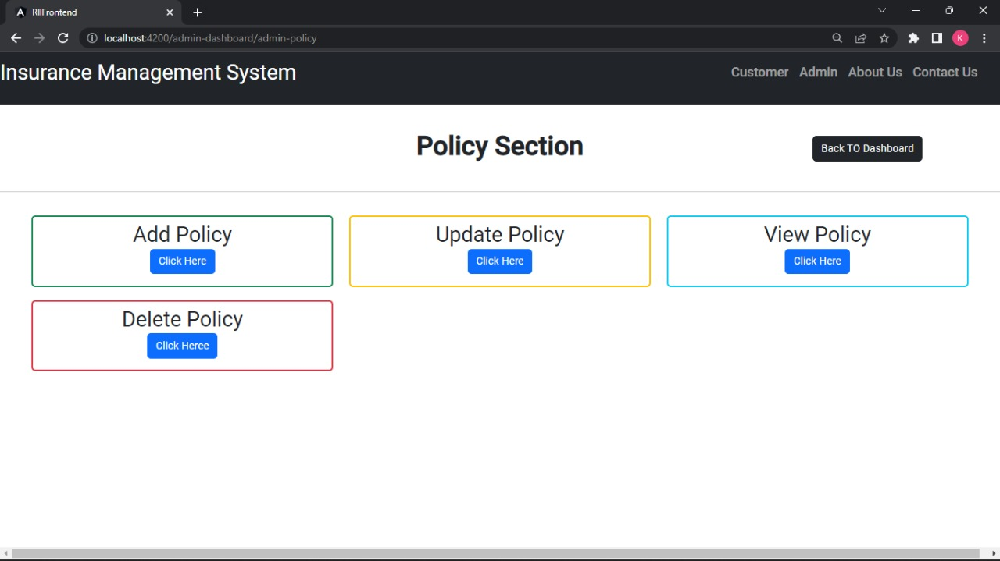 RIIFrontend
localhost:4200/admin-dashboard/admin-policy
K
Insurance Management System
Customer Admin About Us Contact Us
Policy Section
Back TO Dashboard
Add Policy
Click Here
Update Policy
Click Here
View Policy
Click Here
Delete Policy
Click Heree